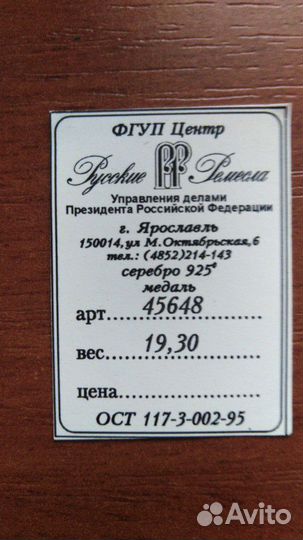 ФГУП Центр
Русские РР Ремесла
Управления делами
Президента Российской Федерации
г. Ярославль
150014,ул М.Октябрьская,6
тел.: (4852)214-143
серебро 925°
медаль
арт.....45648.............
вес......19,30.............
цена......................
ОСТ 117-3-002-95
Avito